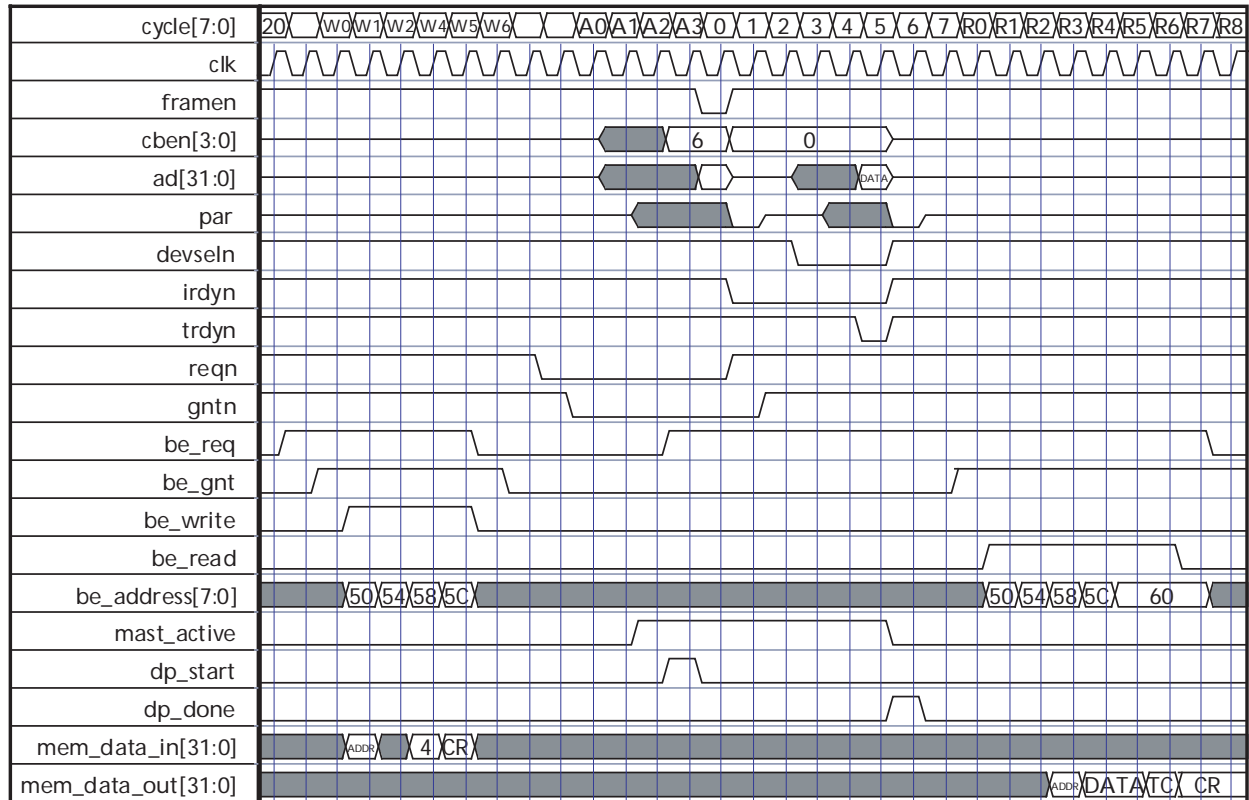 cycle[7:0] 20 W0 W1 W2 W4 W5 W6 A0 A1 A2 A3 0 1 2 3 4 5 6 7 R0 R1 R2 R3 R4 R5 R6 R7 R8
clk
framen
cben[3:0] 6 0
ad[31:0] DATA
par
devseln
irdyn
trdyn
reqn
gntn
be_req
be_gnt
be_write
be_read
be_address[7:0] 50 54 58 5C 50 54 58 5C 60
mast_active
dp_start
dp_done
mem_data_in[31:0] ADDR 4 CR
mem_data_out[31:0] ADDR DATA TC CR